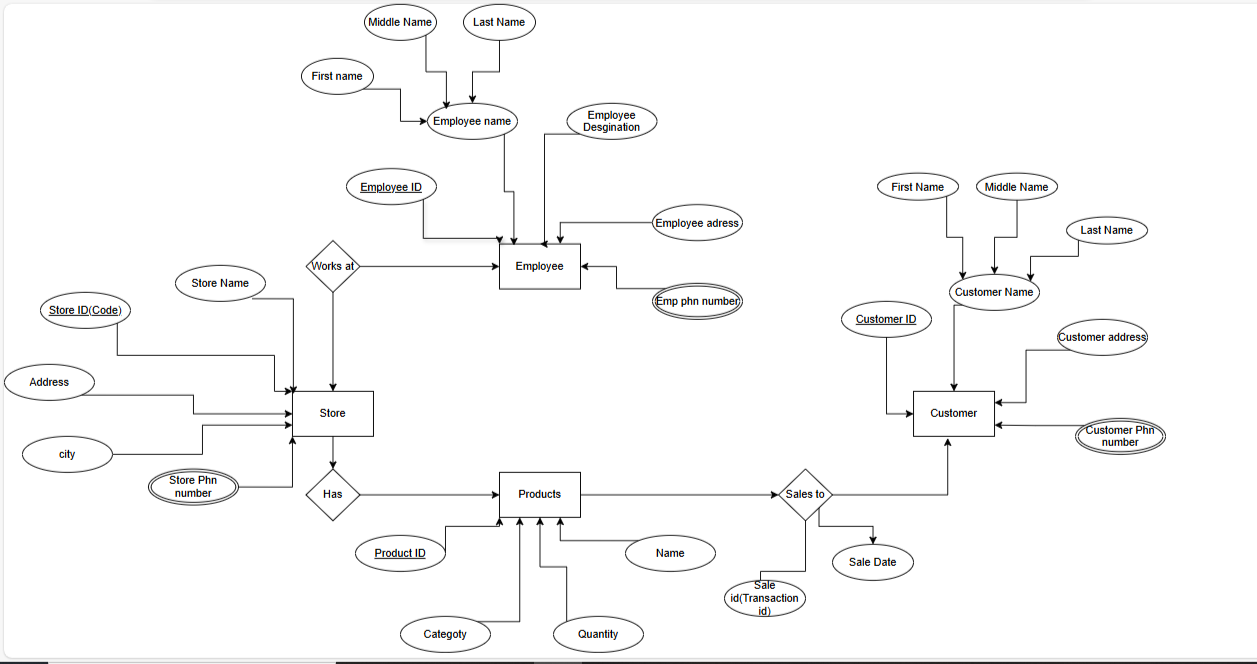 Middle Name
Last Name
First name
Employee name
Employee
Desgination
Employee ID
Employee adress
First Name
Middle Name
Last Name
Works at
Employee
Store Name
Customer Name
Emp phn number
Store ID(Code)
Customer ID
Customer address
Address
Store
Customer
Customer Phn
number
city
Store Phn
number
Has
Products
Sales to
Product ID
Name
Sale Date
Sale
id(Transaction
id)
Categoty
Quantity